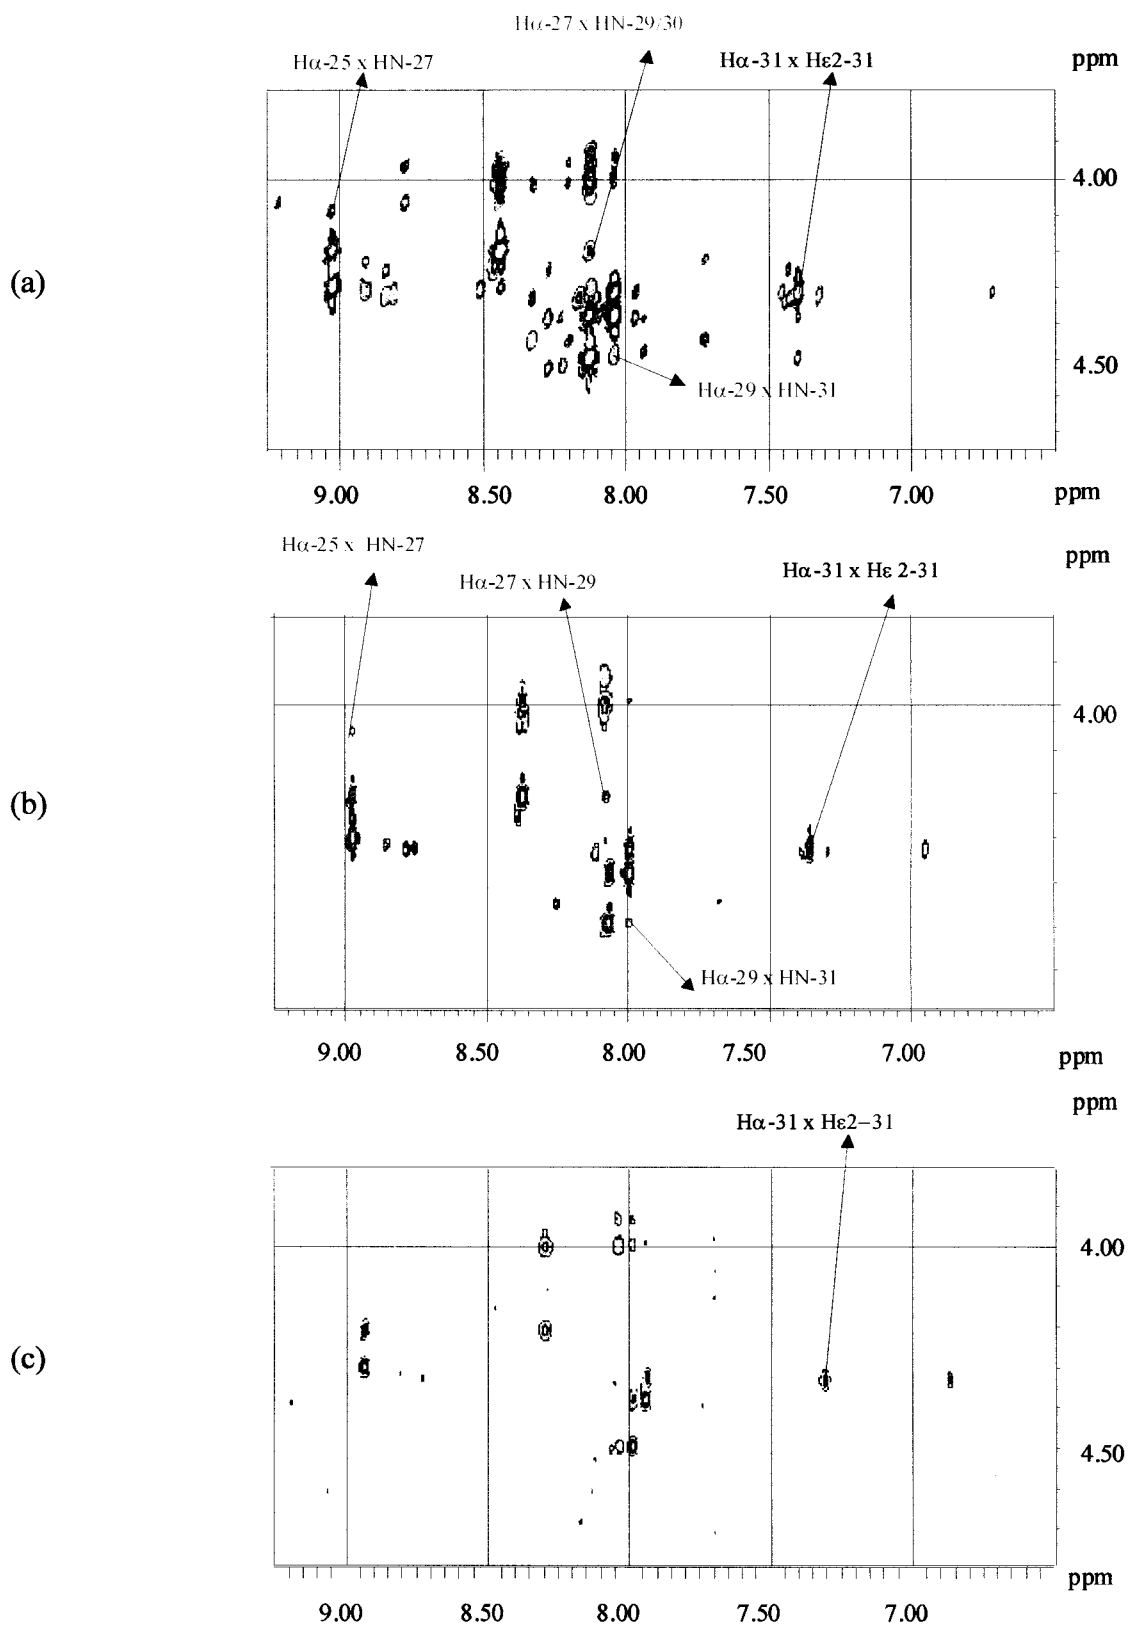 Hα-27 x HN-29/30
Hα-25 x HN-27
Hα-31 x Hε2-31
ppm
4.00
(a)
4.50
Hα-29 x HN-31
9.00 8.50 8.00 7.50 7.00 ppm
Hα-25 x HN-27
ppm
Hα-27 x HN-29
Hα-31 x Hε 2-31
4.00
(b)
Hα-29 x HN-31
9.00 8.50 8.00 7.50 7.00 ppm
ppm
Hα-31 x Hε2-31
4.00
(c)
4.50
ppm
9.00 8.50 8.00 7.50 7.00